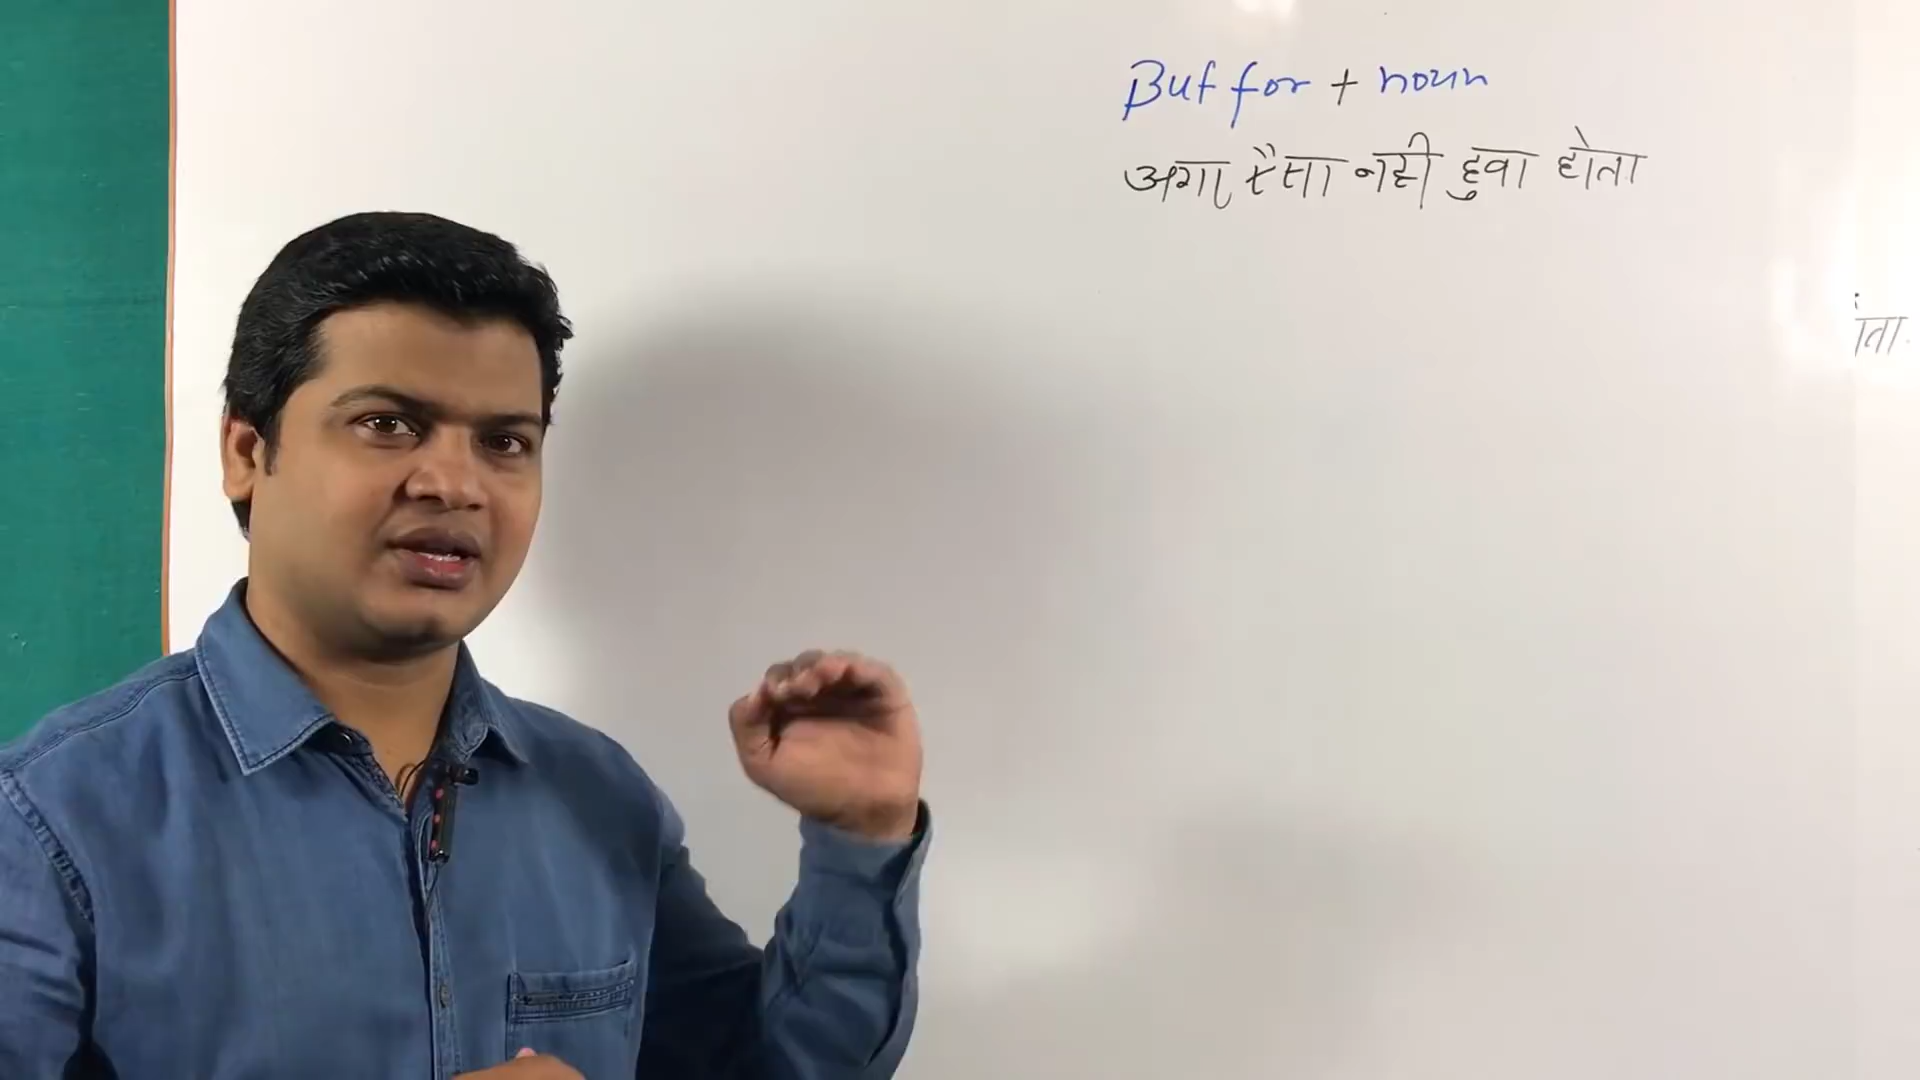 But for + noun
अगर ऐसा नही हुवा होता
ता.